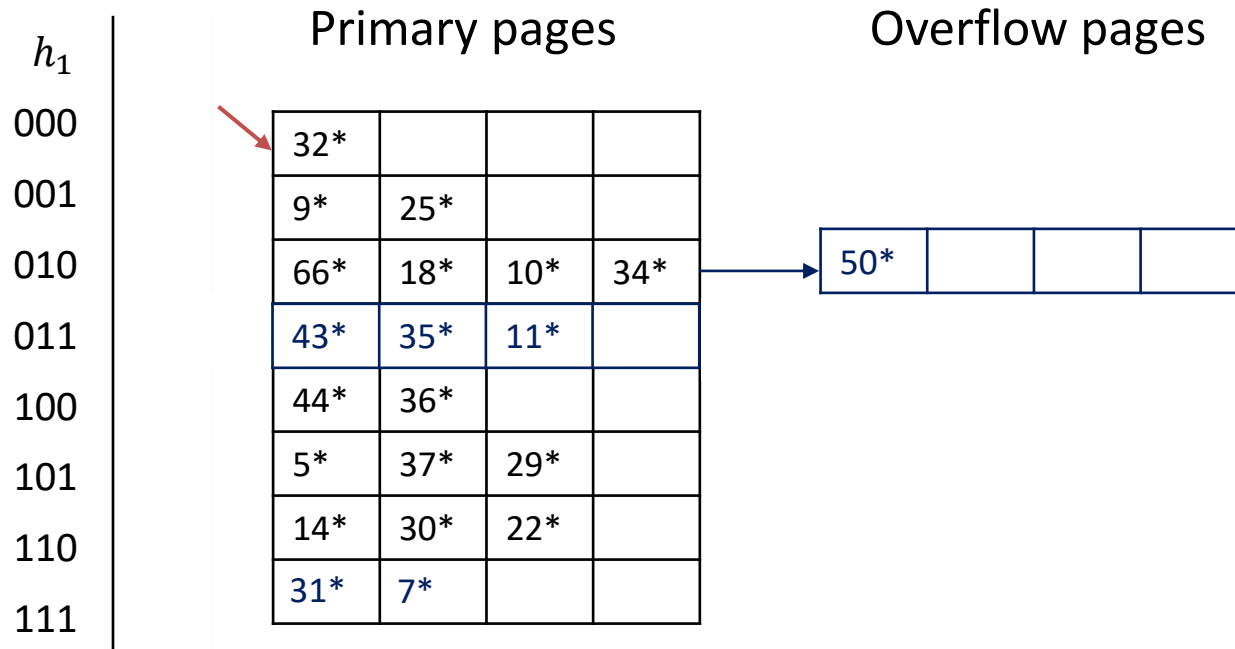 Primary pages Overflow pages
h₁
000 32*
001 9* 25*
010 66* 18* 10* 34* 50*
011 43* 35* 11*
100 44* 36*
101 5* 37* 29*
110 14* 30* 22*
111 31* 7*